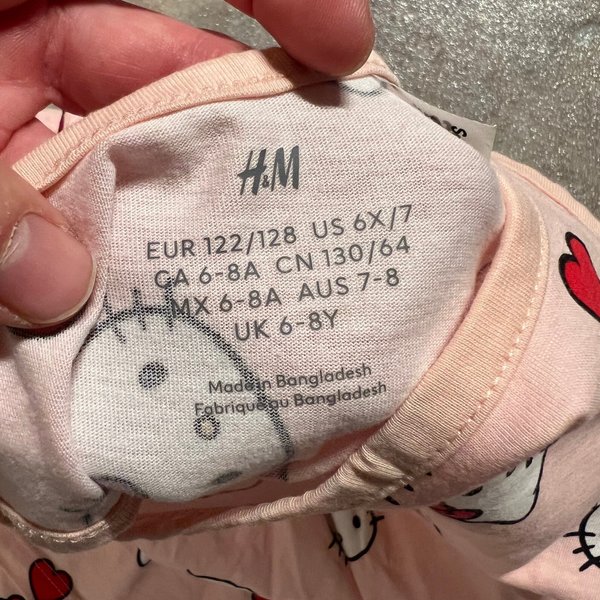 H&M
EUR 122/128 US 6X/7
CA 6-8A CN 130/64
MX 6-8A AUS 7-8
UK 6-8Y
Made in Bangladesh
Fabriqué au Bangladesh